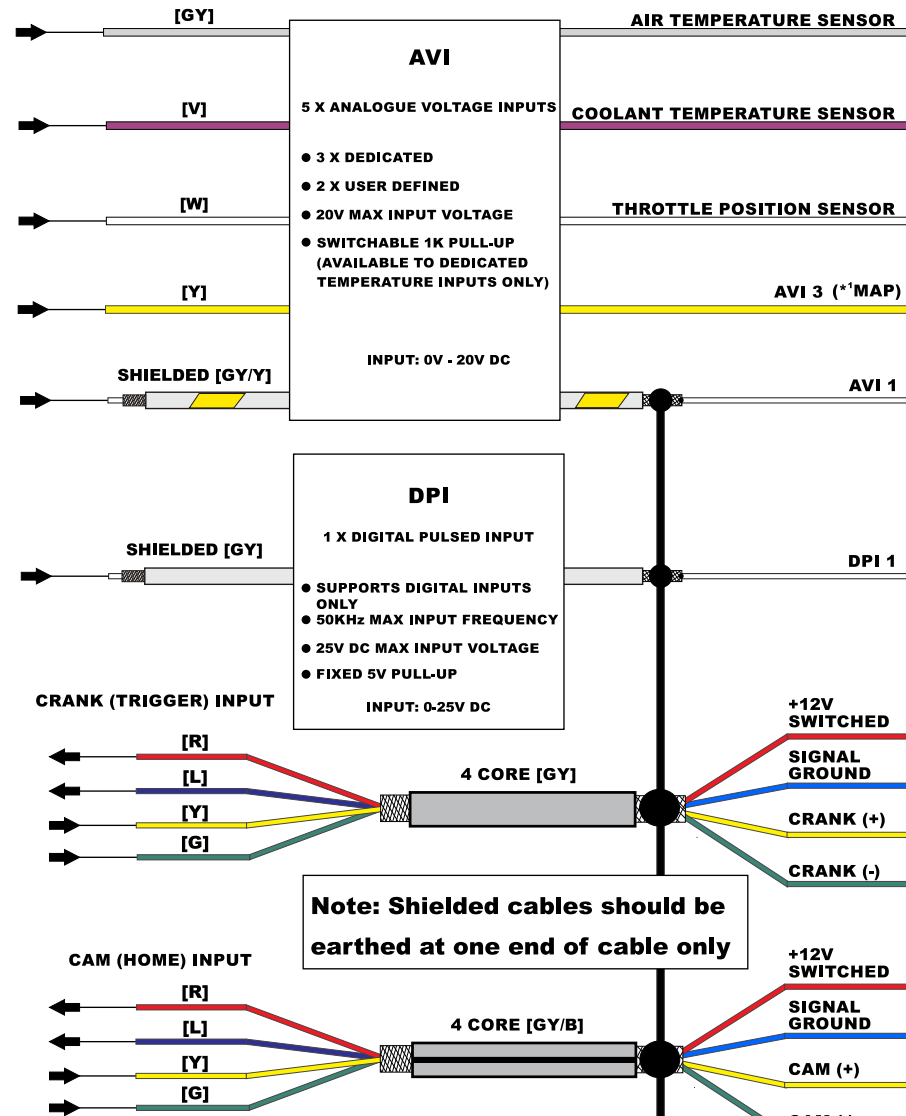 [GY]
AIR TEMPERATURE SENSOR
AVI
5 X ANALOGUE VOLTAGE INPUTS
[V]
COOLANT TEMPERATURE SENSOR
● 3 X DEDICATED
● 2 X USER DEFINED
[W]
THROTTLE POSITION SENSOR
● 20V MAX INPUT VOLTAGE
● SWITCHABLE 1K PULL-UP
(AVAILABLE TO DEDICATED
TEMPERATURE INPUTS ONLY)
[Y]
AVI 3 (*¹MAP)
INPUT: 0V - 20V DC
SHIELDED [GY/Y]
AVI 1
DPI
1 X DIGITAL PULSED INPUT
SHIELDED [GY]
DPI 1
● SUPPORTS DIGITAL INPUTS
ONLY
● 50KHz MAX INPUT FREQUENCY
● 25V DC MAX INPUT VOLTAGE
● FIXED 5V PULL-UP
INPUT: 0-25V DC
CRANK (TRIGGER) INPUT
[R]
[L]
[Y]
[G]
4 CORE [GY]
+12V
SWITCHED
SIGNAL
GROUND
CRANK (+)
CRANK (-)
Note: Shielded cables should be
earthed at one end of cable only
CAM (HOME) INPUT
[R]
[L]
[Y]
[G]
4 CORE [GY/B]
+12V
SWITCHED
SIGNAL
GROUND
CAM (+)